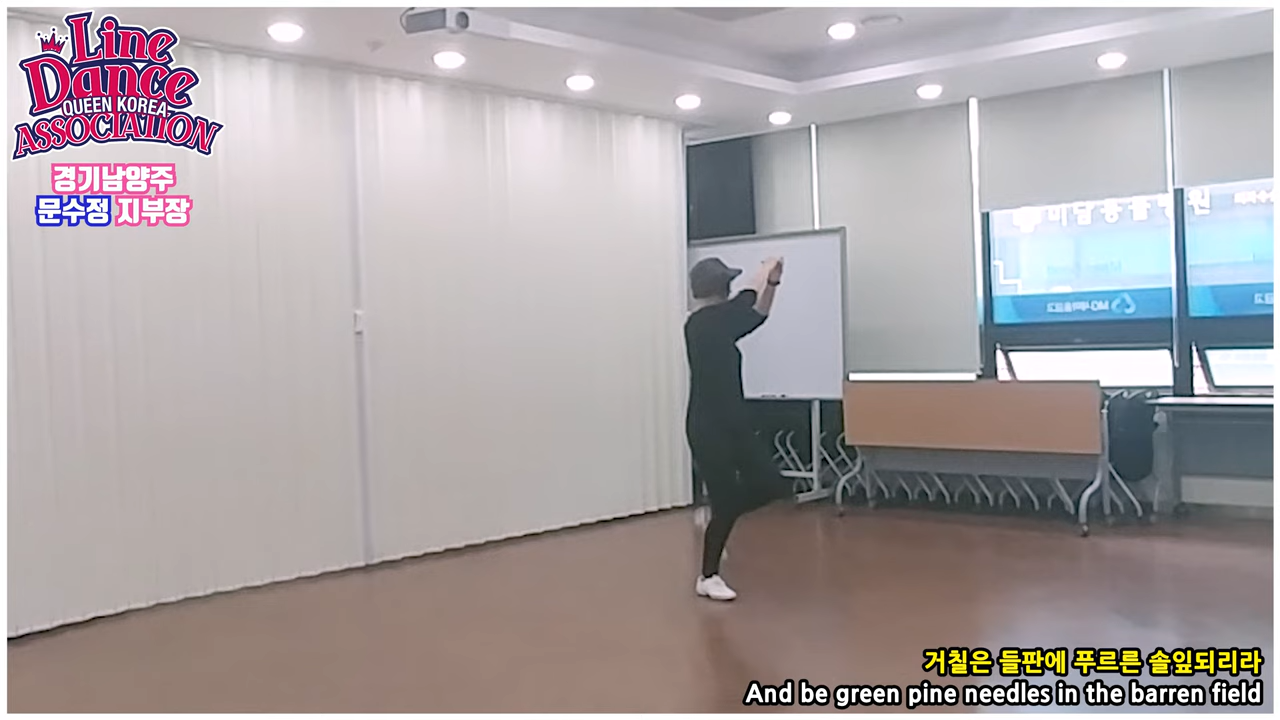 Line
Dance
QUEEN KOREA
ASSOCIATION
경기남양주
문수정 지부장
거칠은 들판에 푸르른 솔잎되리라
And be green pine needles in the barren field